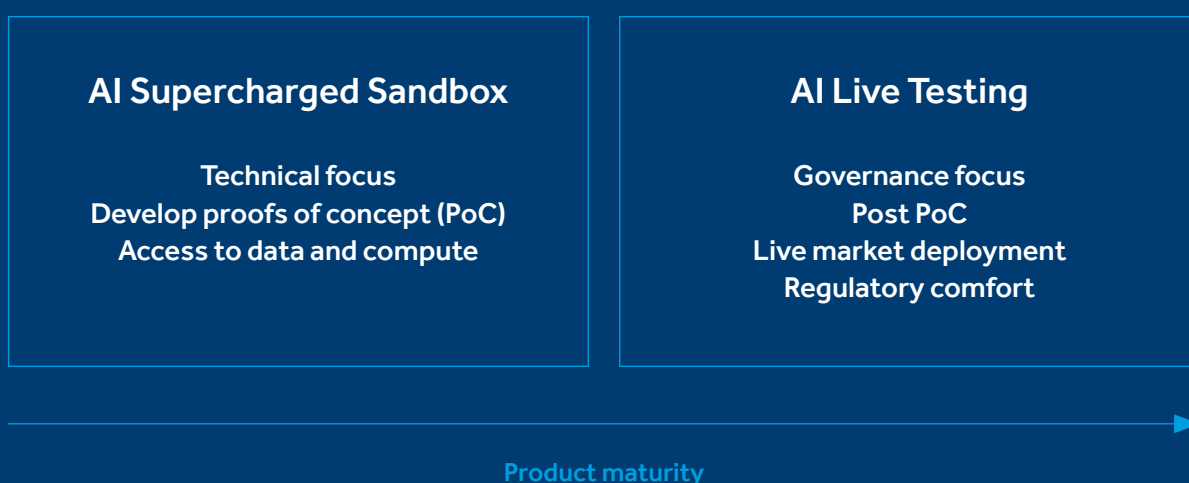 AI Supercharged Sandbox
Technical focus
Develop proofs of concept (PoC)
Access to data and compute
AI Live Testing
Governance focus
Post PoC
Live market deployment
Regulatory comfort
Product maturity